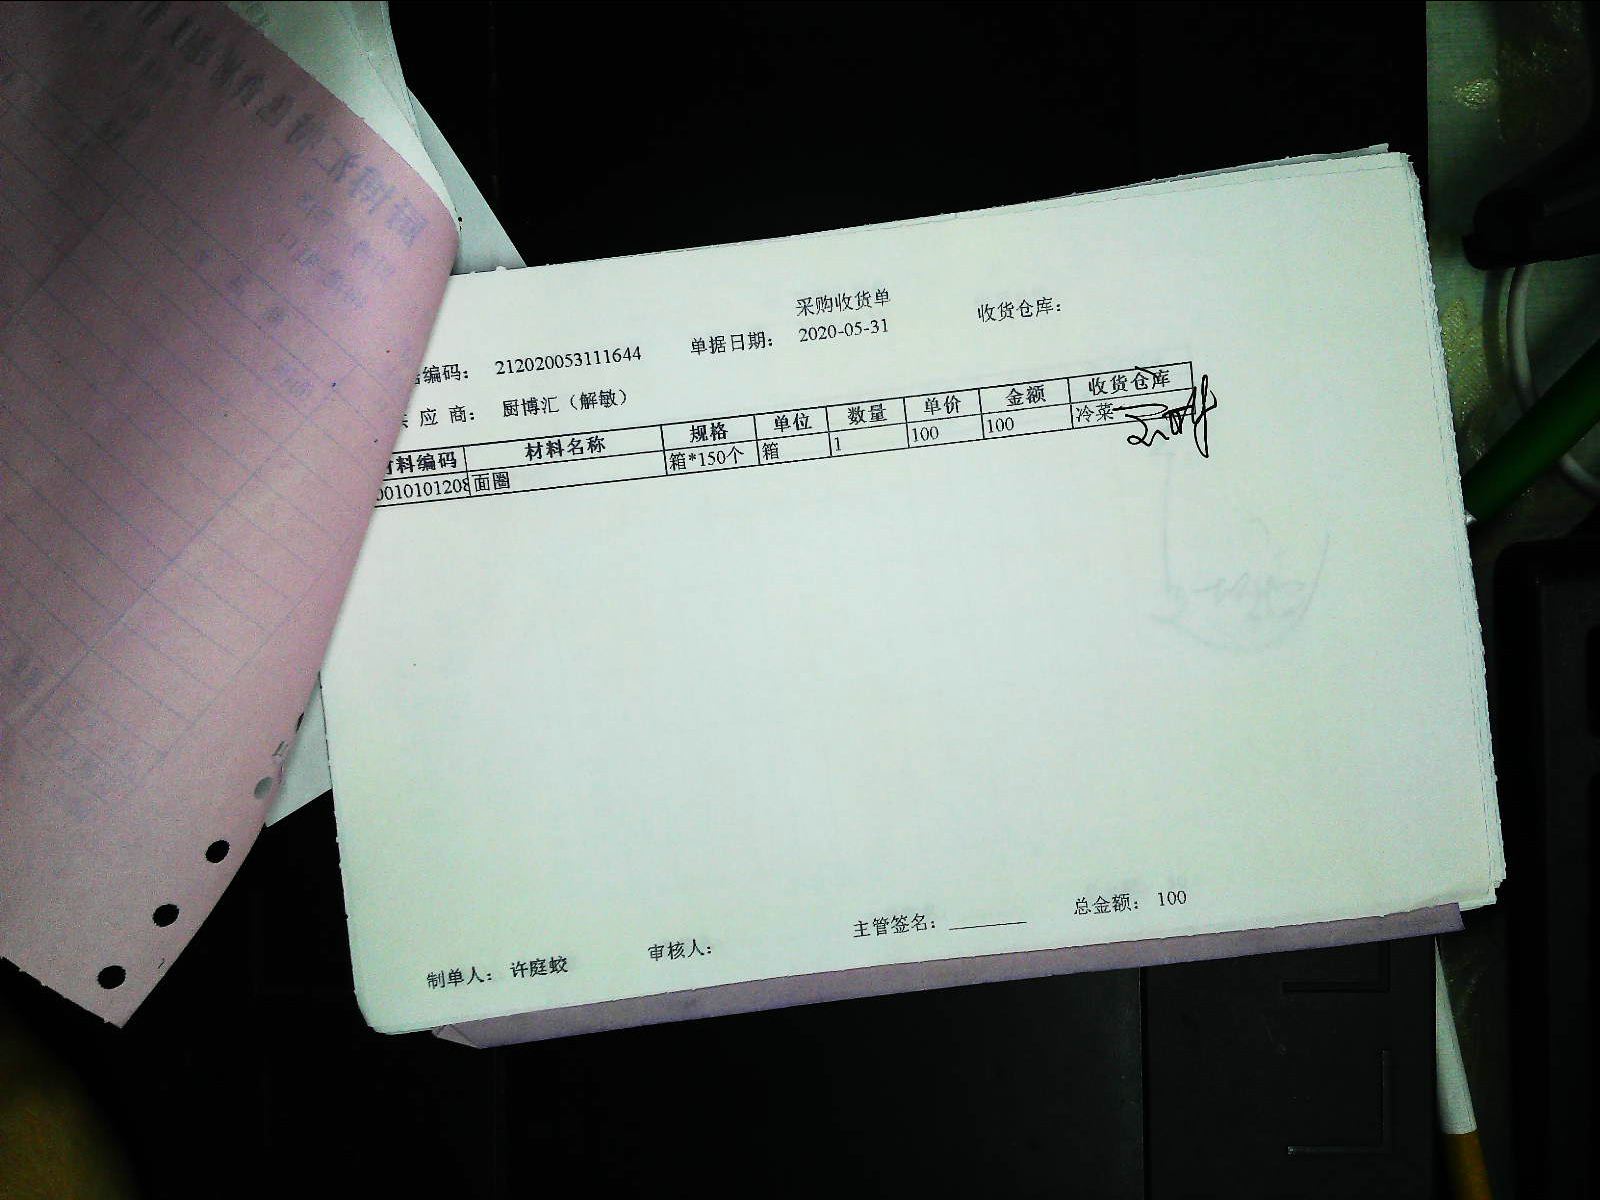 采购收货单
编码： 212020053111644 单据日期： 2020-05-31 收货仓库：
应 商： 厨博汇（解敏）
料编码 材料名称 规格 单位 数量 单价 金额 收货仓库
0010101208 面圈 箱*150个 箱 1 100 100 冷菜
制单人： 许庭蛟 审核人： 主管签名： 总金额： 100